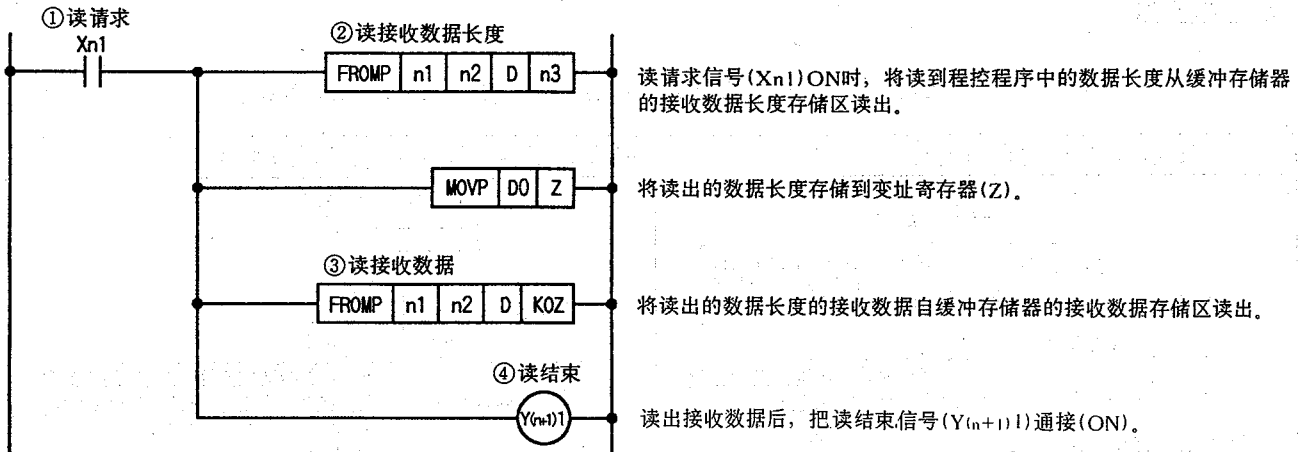 ①读请求
Xn1
②读接收数据长度
FROMP n1 n2 D n3
读请求信号(Xn1)ON时，将读到程控程序中的数据长度从缓冲存储器
的接收数据长度存储区读出。
MOVP D0 Z
将读出的数据长度存储到变址寄存器(Z)。
③读接收数据
FROMP n1 n2 D K0Z
将读出的数据长度的接收数据自缓冲存储器的接收数据存储区读出。
④读结束
Y(n+1)1
读出接收数据后，把读结束信号(Y(n+1)1)通接(ON)。